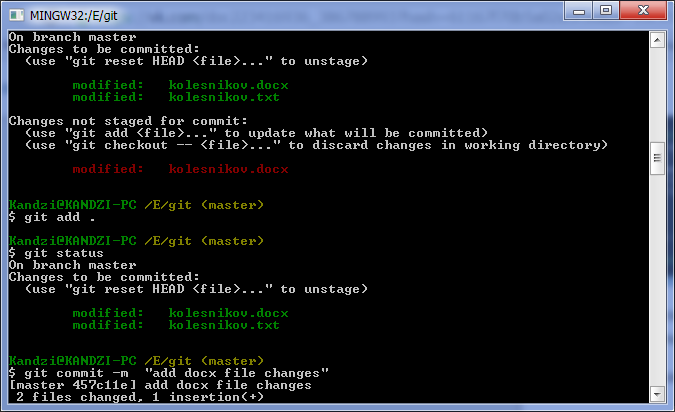 MINGW32:/E/git
On branch master
Changes to be committed:
  (use "git reset HEAD <file>..." to unstage)
        modified:   kolesnikov.docx
        modified:   kolesnikov.txt
Changes not staged for commit:
  (use "git add <file>..." to update what will be committed)
  (use "git checkout -- <file>..." to discard changes in working directory)
        modified:   kolesnikov.docx
Kandzi@KANDZI-PC /E/git (master)
$ git add .
Kandzi@KANDZI-PC /E/git (master)
$ git status
On branch master
Changes to be committed:
  (use "git reset HEAD <file>..." to unstage)
        modified:   kolesnikov.docx
        modified:   kolesnikov.txt
Kandzi@KANDZI-PC /E/git (master)
$ git commit -m  "add docx file changes"
[master 457c11e] add docx file changes
 2 files changed, 1 insertion(+)